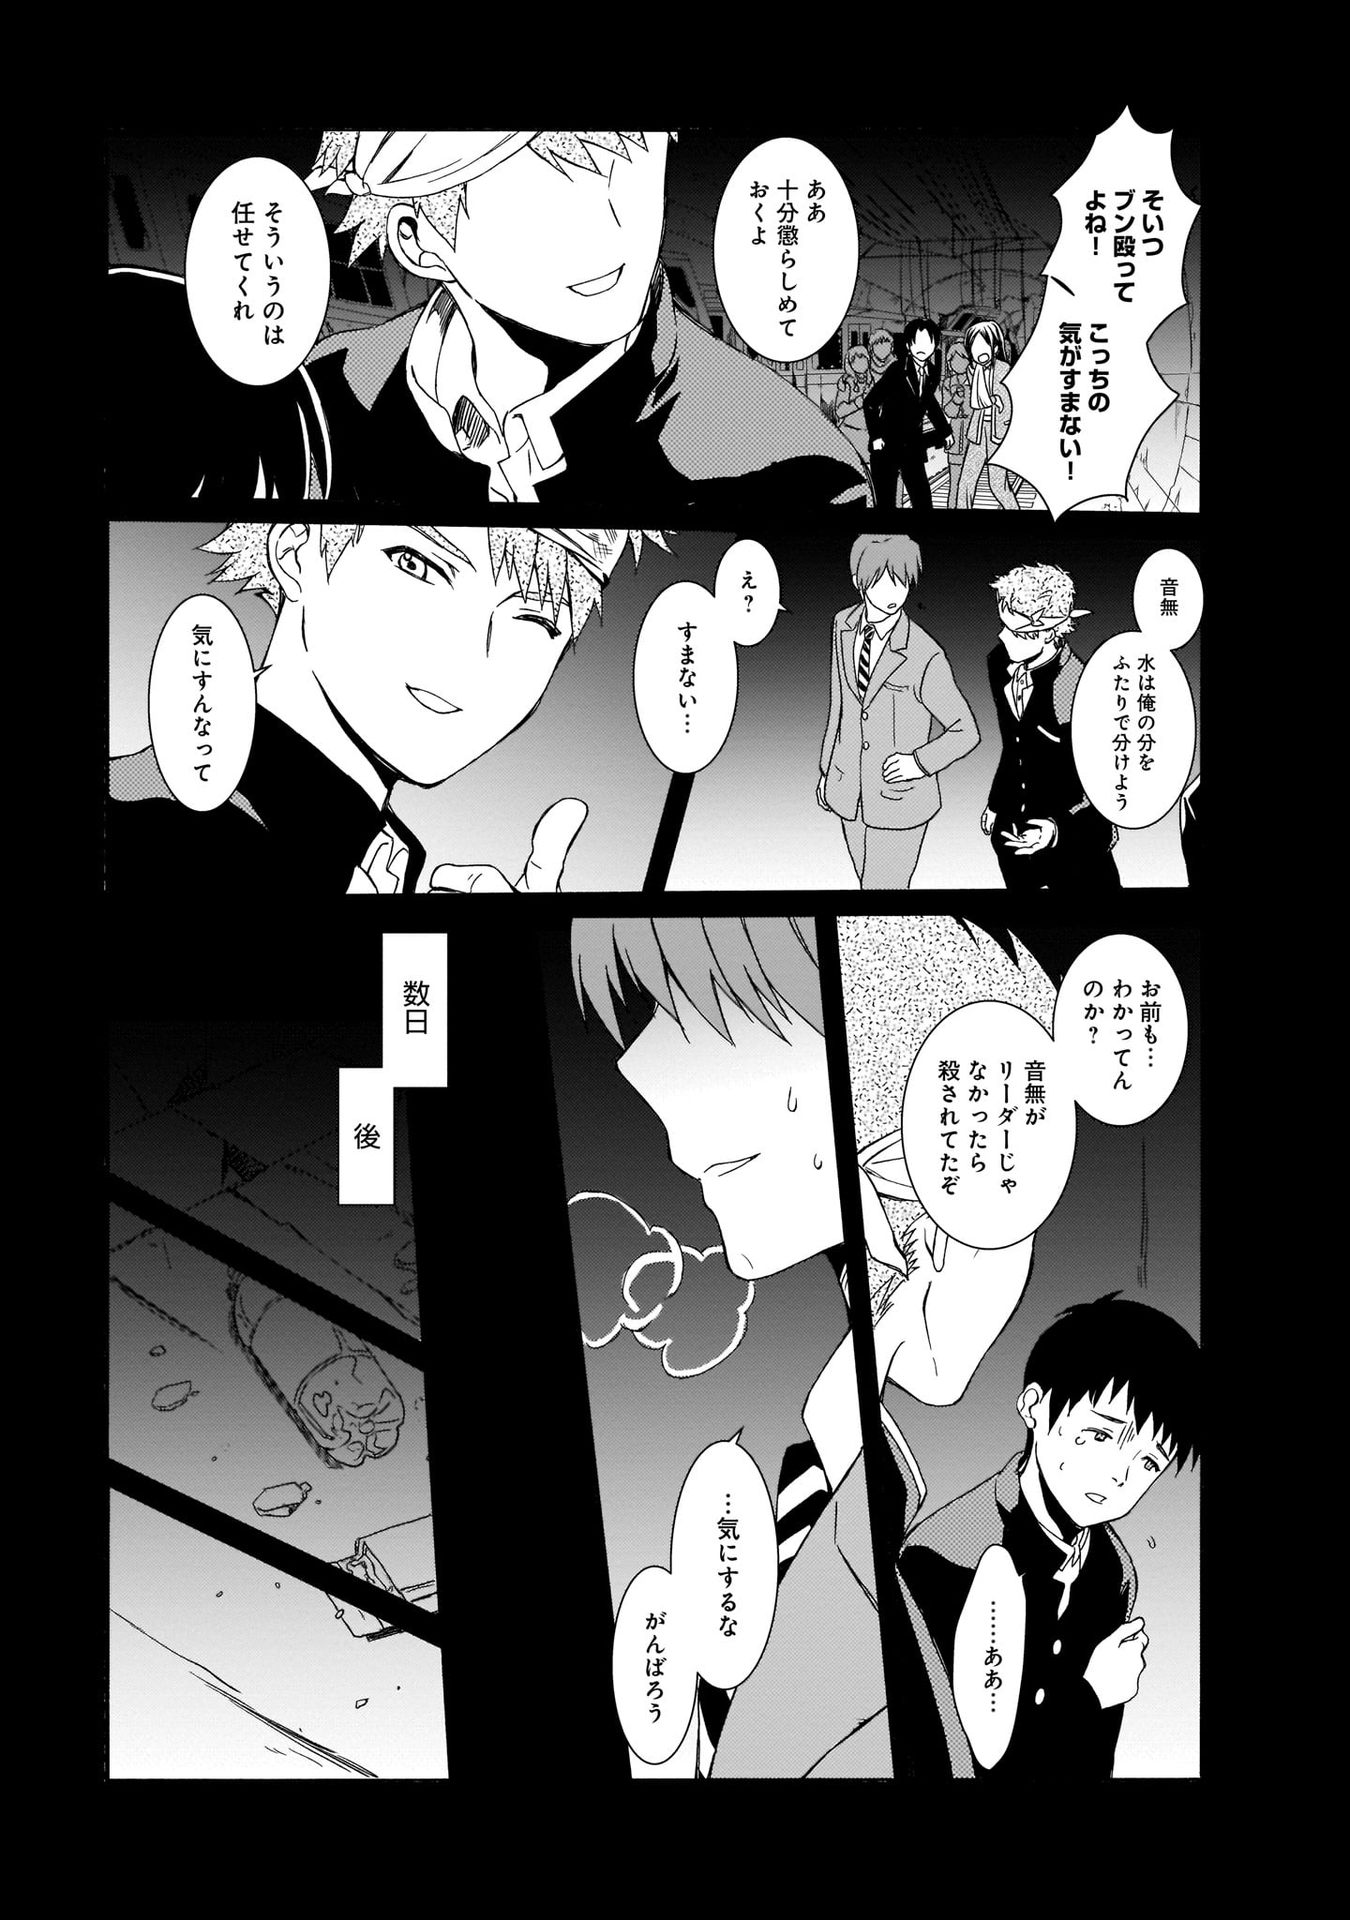 そいつ
ブン殴って
よね！
こっちの
気がすまない！
ああ
十分懲らしめて
おくよ
そういうのは
任せてくれ
音無
水は俺の分を
ふたりで分けよう
え？
すまない…
気にすんなって
お前も…
わかってん
のか？
音無が
リーダーじゃ
なかったら
殺されてたぞ
……ああ…
…気にするな
がんばろう
数日
後